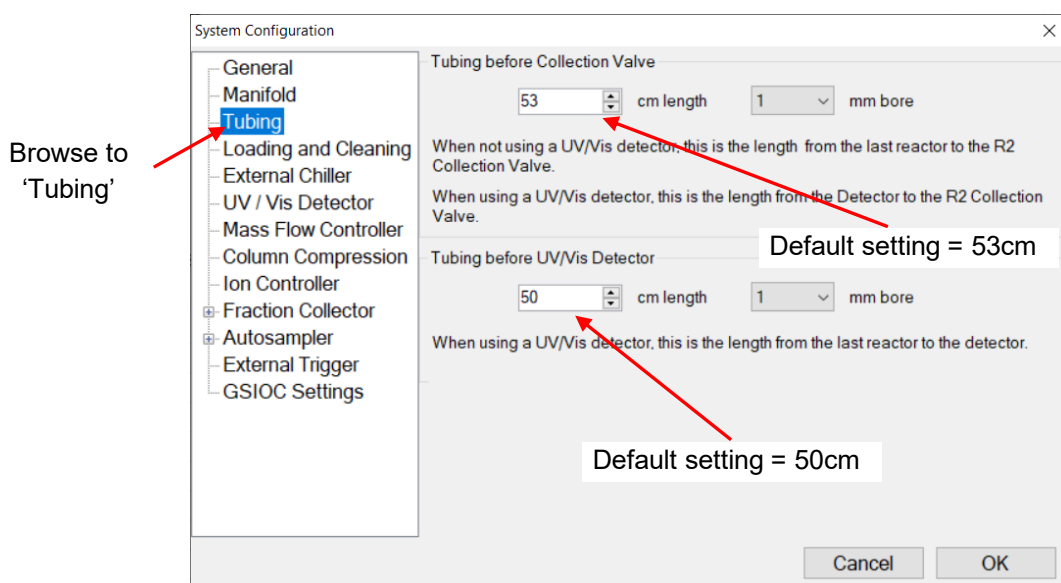 System Configuration
General
Manifold
Tubing
Loading and Cleaning
External Chiller
UV / Vis Detector
Mass Flow Controller
Column Compression
Ion Controller
Fraction Collector
Autosampler
External Trigger
GSIOC Settings
Browse to
‘Tubing’
Tubing before Collection Valve
53 cm length 1 mm bore
When not using a UV/Vis detector, this is the length from the last reactor to the R2
Collection Valve.
When using a UV/Vis detector, this is the length from the Detector to the R2 Collection
Valve.
Default setting = 53cm
Tubing before UV/Vis Detector
50 cm length 1 mm bore
When using a UV/Vis detector, this is the length from the last reactor to the detector.
Default setting = 50cm
Cancel OK